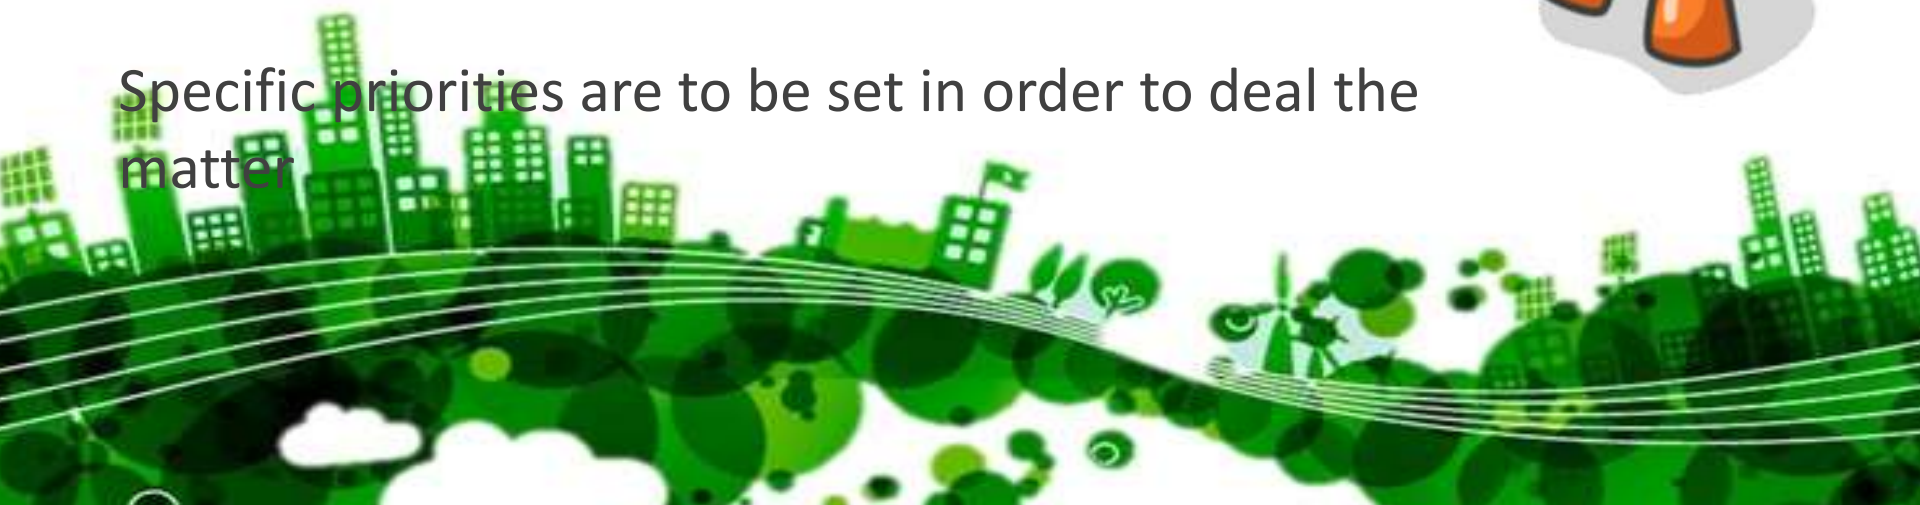 Specific priorities are to be set in order to deal the
matter